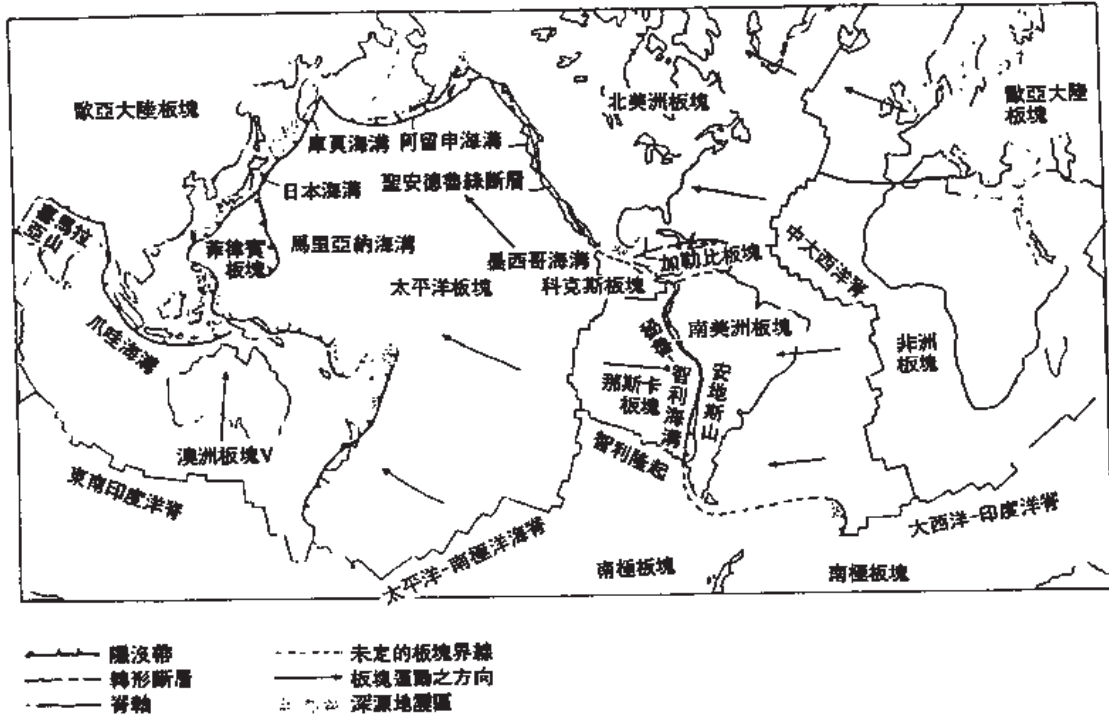 歐亞大陸板塊
北美洲板塊
歐亞大陸
板塊
庫頁海溝
阿留申海溝
日本海溝
聖安德魯絲斷層
喜馬拉
亞山
菲律賓
板塊
馬里亞納海溝
墨西哥海溝
加勒比板塊
中大西洋脊
太平洋板塊
科克斯板塊
爪哇海溝
南美洲板塊
非洲
板塊
那斯卡
板塊
智利海溝
安地斯山
澳洲板塊V
智利隆起
東南印度洋脊
太平洋-南極洋海脊
大西洋-印度洋脊
南極板塊
南極板塊
隱沒帶
轉形斷層
脊軸
未定的板塊界線
板塊運動之方向
深源地震區